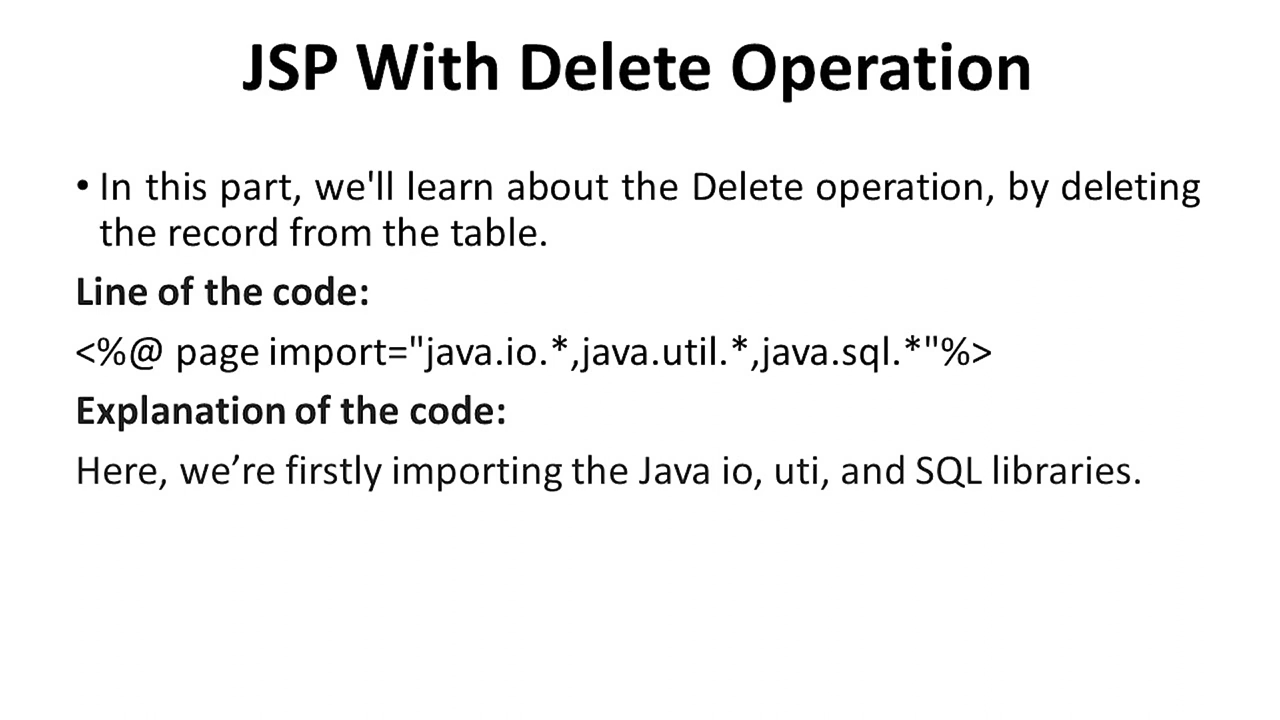 JSP With Delete Operation
• In this part, we'll learn about the Delete operation, by deleting
the record from the table.
Line of the code:
<%@ page import="java.io.*,java.util.*,java.sql.*"%>
Explanation of the code:
Here, we’re firstly importing the Java io, uti, and SQL libraries.